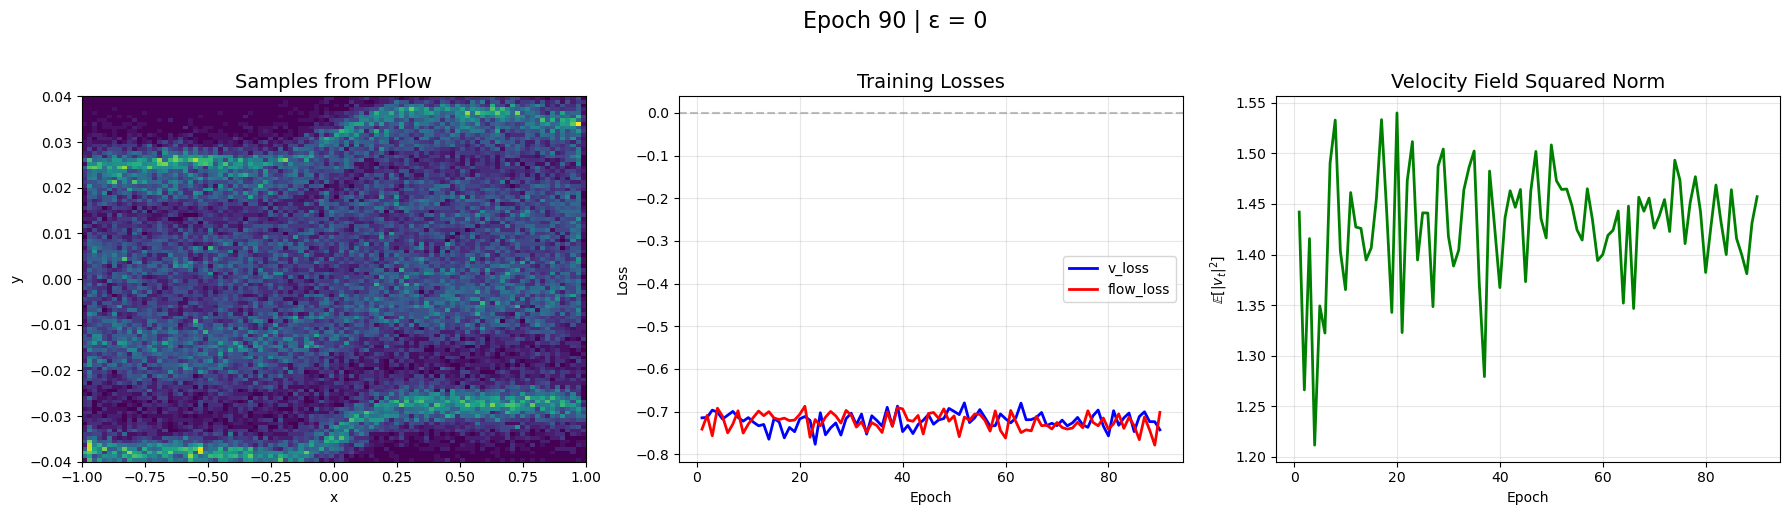 Epoch 90 | ε = 0
Samples from PFlow
0.04
0.03
0.02
0.01
0.00
−0.01
−0.02
−0.03
−0.04
y
−1.00 −0.75 −0.50 −0.25 0.00 0.25 0.50 0.75 1.00
x
Training Losses
0.0
−0.1
−0.2
−0.3
−0.4
−0.5
−0.6
−0.7
−0.8
Loss
v_loss
flow_loss
0 20 40 60 80
Epoch
Velocity Field Squared Norm
1.55
1.50
1.45
1.40
1.35
1.30
1.25
1.20
𝔼[|v_t|²]
0 20 40 60 80
Epoch